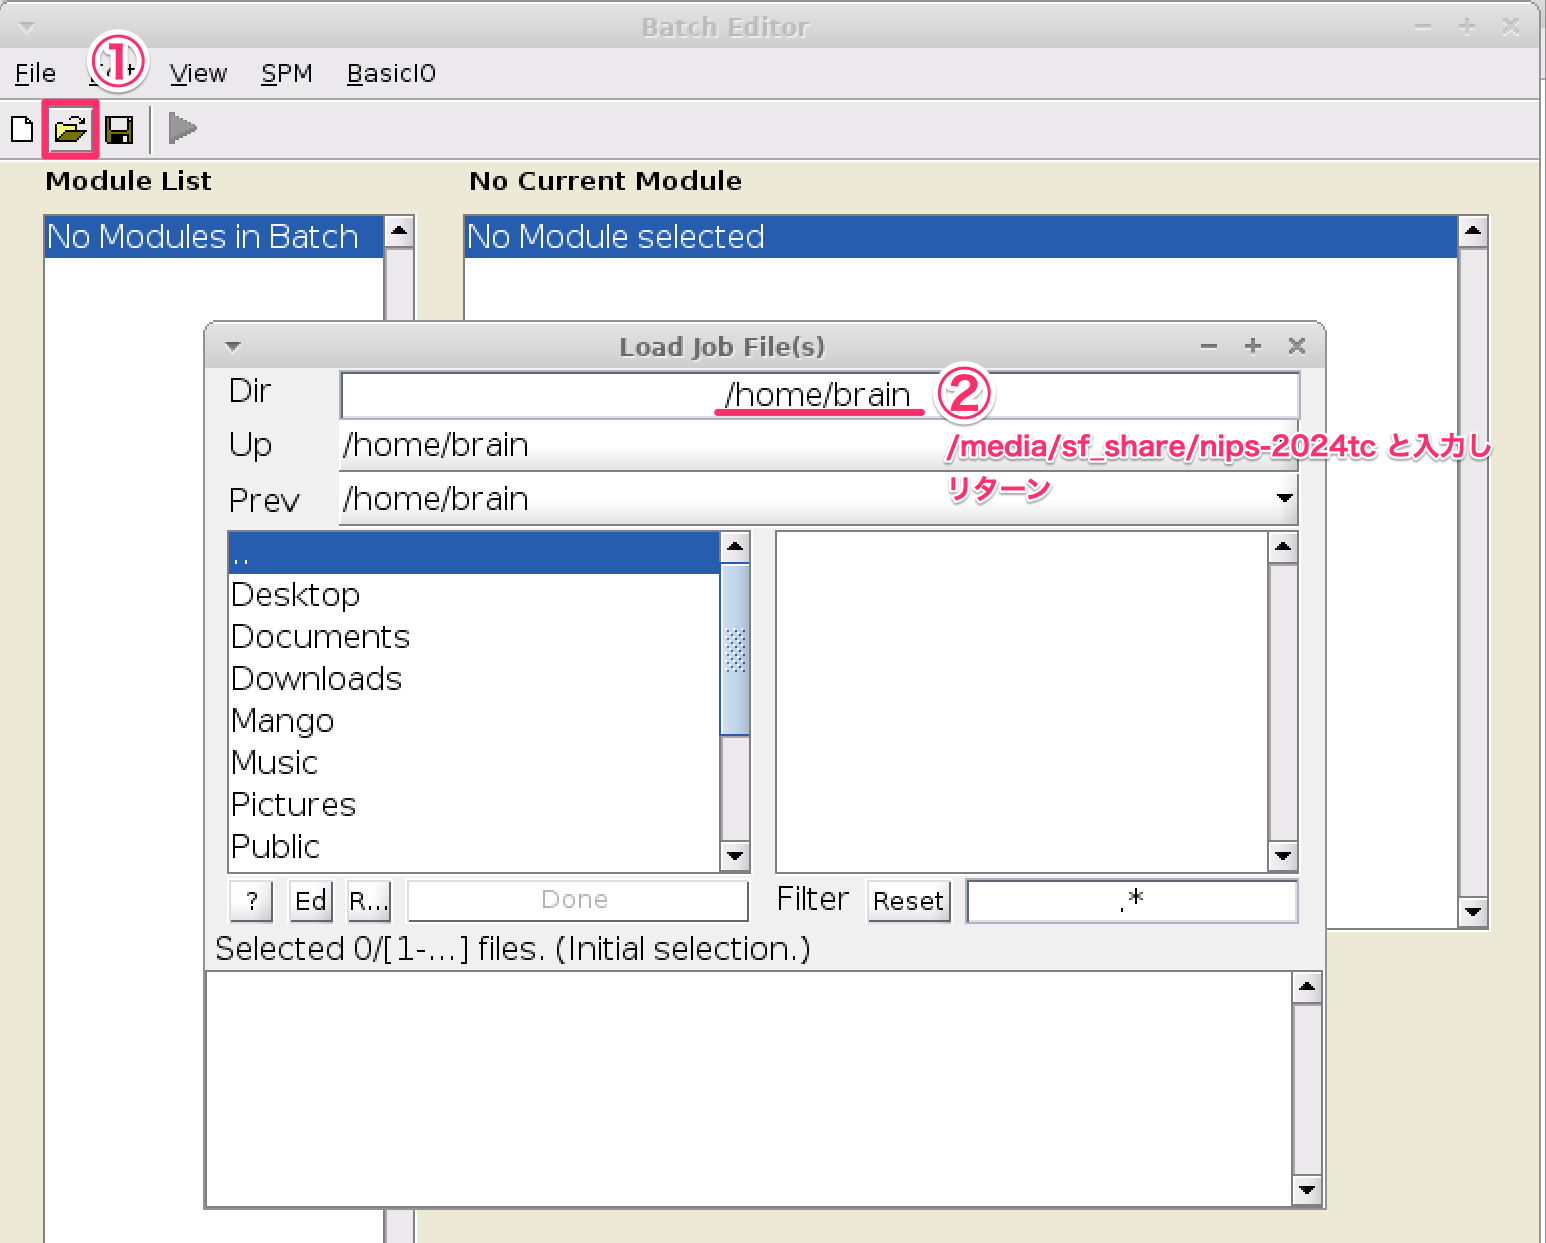 Batch Editor
①
File
View
SPM
BasicIO
Module List
No Current Module
No Modules in Batch
No Module selected
Load Job File(s)
Dir
/home/brain
②
Up
/home/brain
/media/sf_share/nips-2024tc と入力し
リターン
Prev
/home/brain
..
Desktop
Documents
Downloads
Mango
Music
Pictures
Public
?
Ed
R...
Done
Filter
Reset
.*
Selected 0/[1-...] files. (Initial selection.)